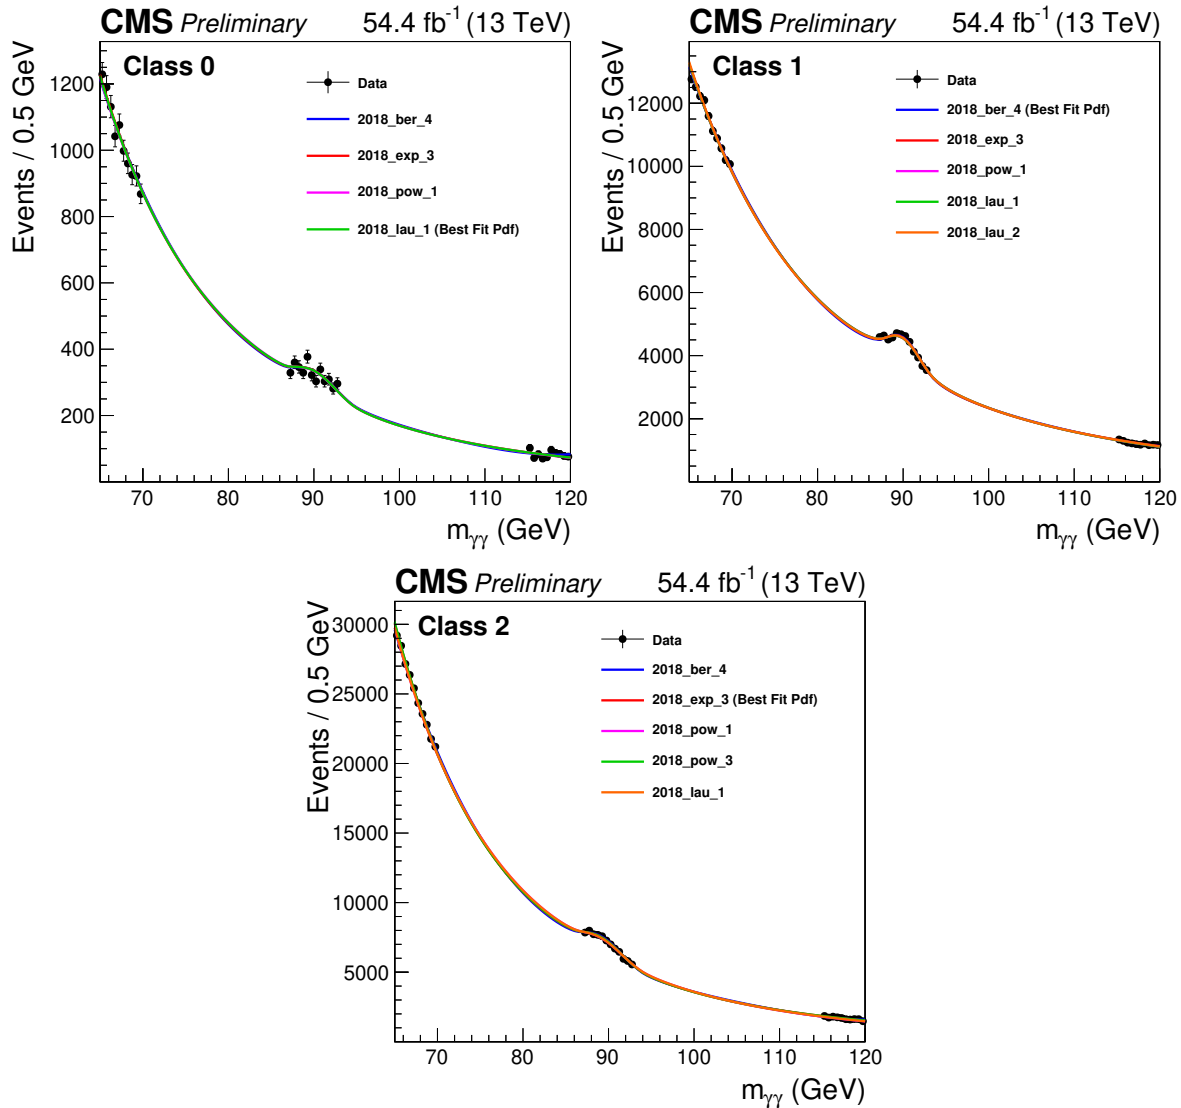 CMS Preliminary 54.4 fb⁻¹ (13 TeV)
Events / 0.5 GeV
Class 0
Data
2018_ber_4
2018_exp_3
2018_pow_1
2018_lau_1 (Best Fit Pdf)
1200
1000
800
600
400
200
70 80 90 100 110 120
mγγ (GeV)
CMS Preliminary 54.4 fb⁻¹ (13 TeV)
Events / 0.5 GeV
Class 1
Data
2018_ber_4 (Best Fit Pdf)
2018_exp_3
2018_pow_1
2018_lau_1
2018_lau_2
12000
10000
8000
6000
4000
2000
70 80 90 100 110 120
mγγ (GeV)
CMS Preliminary 54.4 fb⁻¹ (13 TeV)
Events / 0.5 GeV
Class 2
Data
2018_ber_4
2018_exp_3 (Best Fit Pdf)
2018_pow_1
2018_pow_3
2018_lau_1
30000
25000
20000
15000
10000
5000
70 80 90 100 110 120
mγγ (GeV)